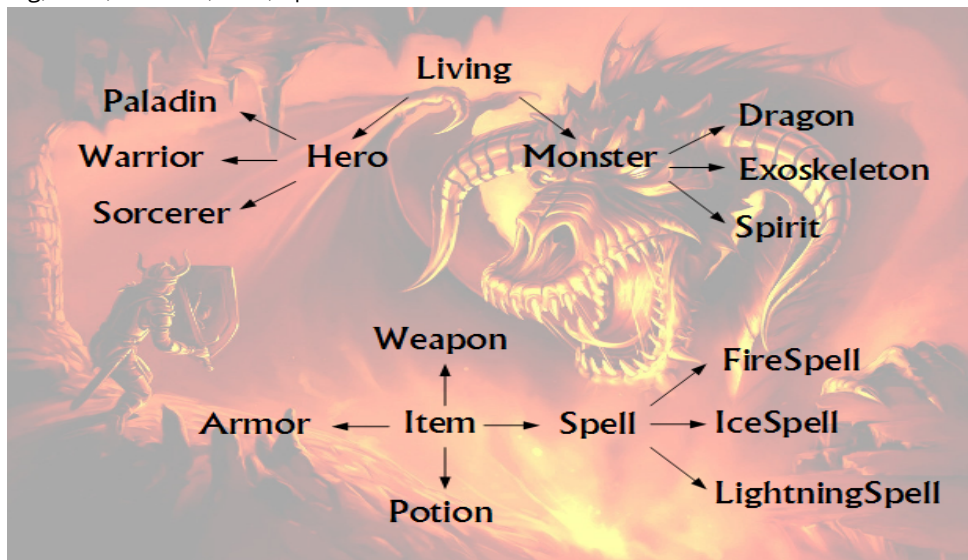 Living
Paladin
Dragon
Warrior
Hero
Monster
Exoskeleton
Sorcerer
Spirit
Weapon
FireSpell
Armor
Item
Spell
IceSpell
LightningSpell
Potion